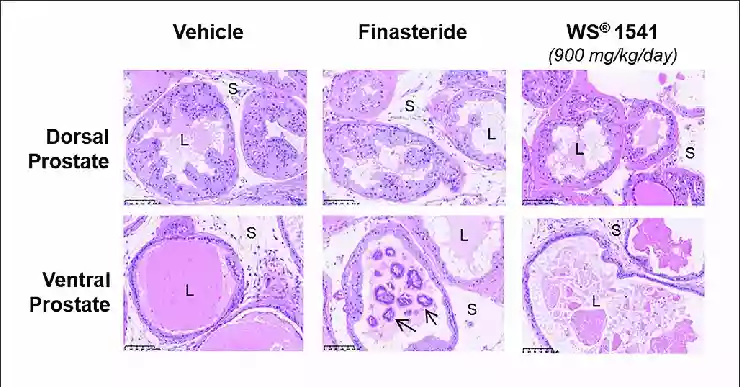 Vehicle
Finasteride
WS® 1541
(900 mg/kg/day)
Dorsal
Prostate
S
L
S
L
L
S
Ventral
Prostate
S
L
L
S
S
L